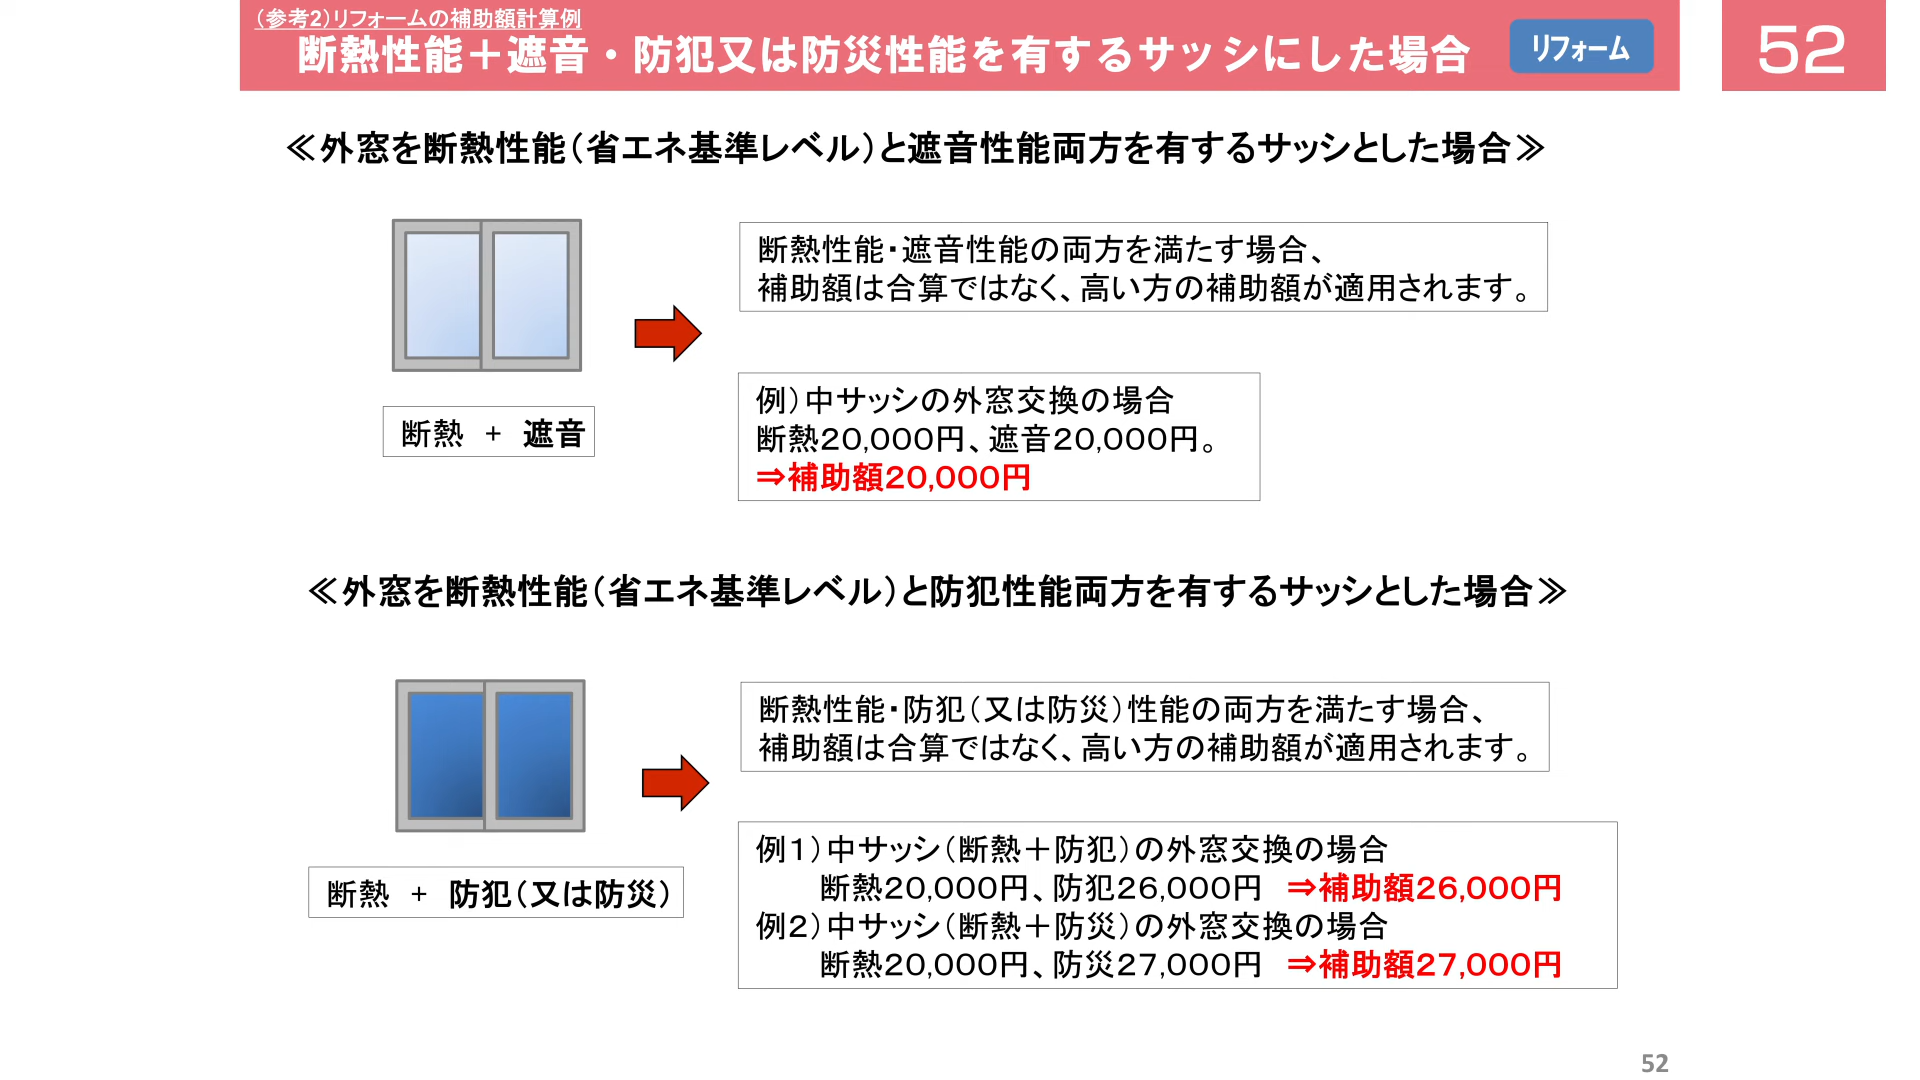 （参考2）リフォームの補助額計算例
断熱性能＋遮音・防犯又は防災性能を有するサッシにした場合
リフォーム
52
≪外窓を断熱性能（省エネ基準レベル）と遮音性能両方を有するサッシとした場合≫
断熱性能・遮音性能の両方を満たす場合、
補助額は合算ではなく、高い方の補助額が適用されます。
断熱 + 遮音
例）中サッシの外窓交換の場合
断熱20,000円、遮音20,000円。
⇒補助額20,000円
≪外窓を断熱性能（省エネ基準レベル）と防犯性能両方を有するサッシとした場合≫
断熱性能・防犯（又は防災）性能の両方を満たす場合、
補助額は合算ではなく、高い方の補助額が適用されます。
断熱 + 防犯（又は防災）
例1）中サッシ（断熱＋防犯）の外窓交換の場合
断熱20,000円、防犯26,000円 ⇒補助額26,000円
例2）中サッシ（断熱＋防災）の外窓交換の場合
断熱20,000円、防災27,000円 ⇒補助額27,000円
52